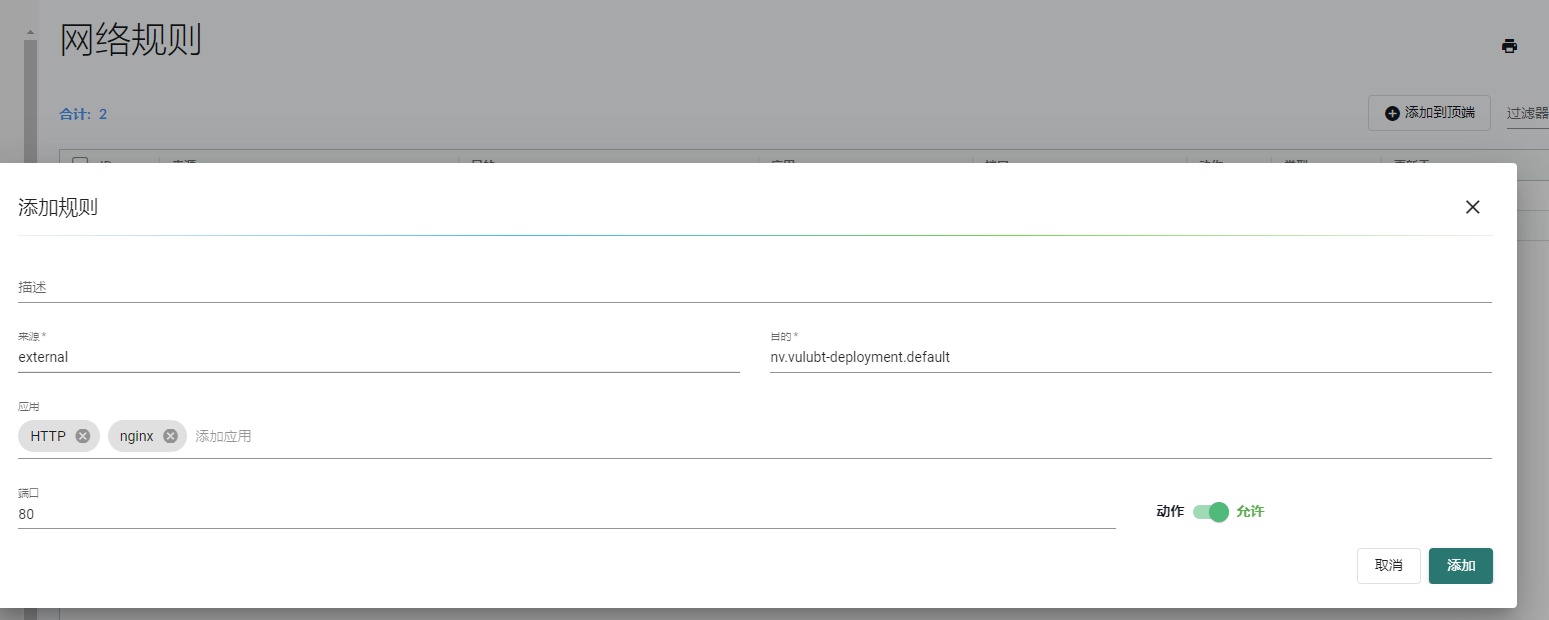 网络规则
合计: 2
添加到顶端
过滤器
添加规则
描述
来源 *
目的 *
external
nv.vulubt-deployment.default
应用
HTTP nginx 添加应用
端口
80
动作 允许
取消 添加